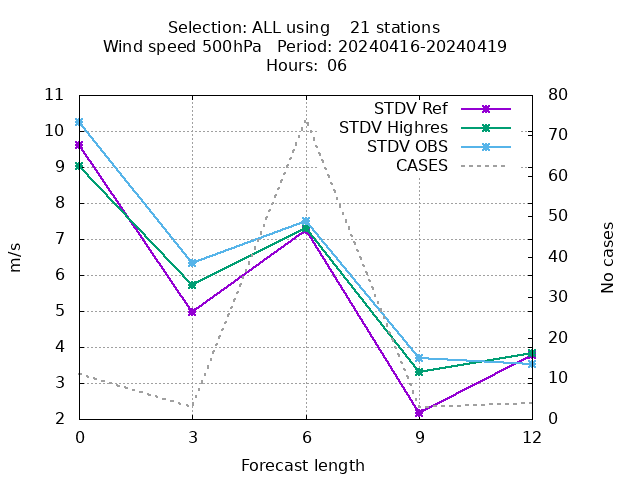 Selection: ALL using    21 stations
Wind speed 500hPa   Period: 20240416-20240419
Hours: 06
11
10
9
8
7
6
5
4
3
2
m/s
STDV Ref
STDV Highres
STDV OBS
CASES
80
70
60
50
40
30
20
10
0
No cases
0 3 6 9 12
Forecast length